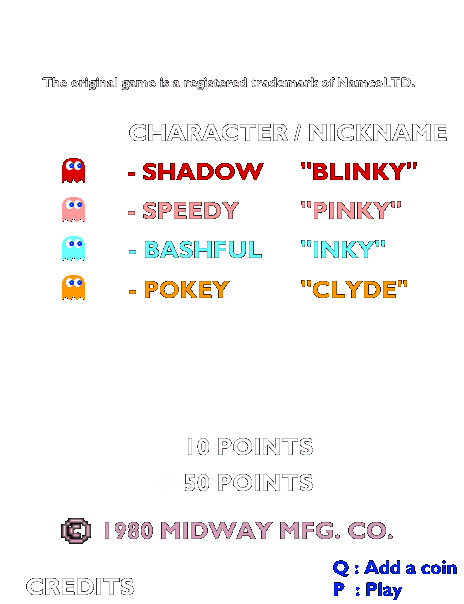 The original game is a registered trademark of NamcoLTD.
CHARACTER / NICKNAME
- SHADOW "BLINKY"
- SPEEDY "PINKY"
- BASHFUL "INKY"
- POKEY "CLYDE"
10 POINTS
50 POINTS
© 1980 MIDWAY MFG. CO.
Q : Add a coin
CREDITS
P : Play